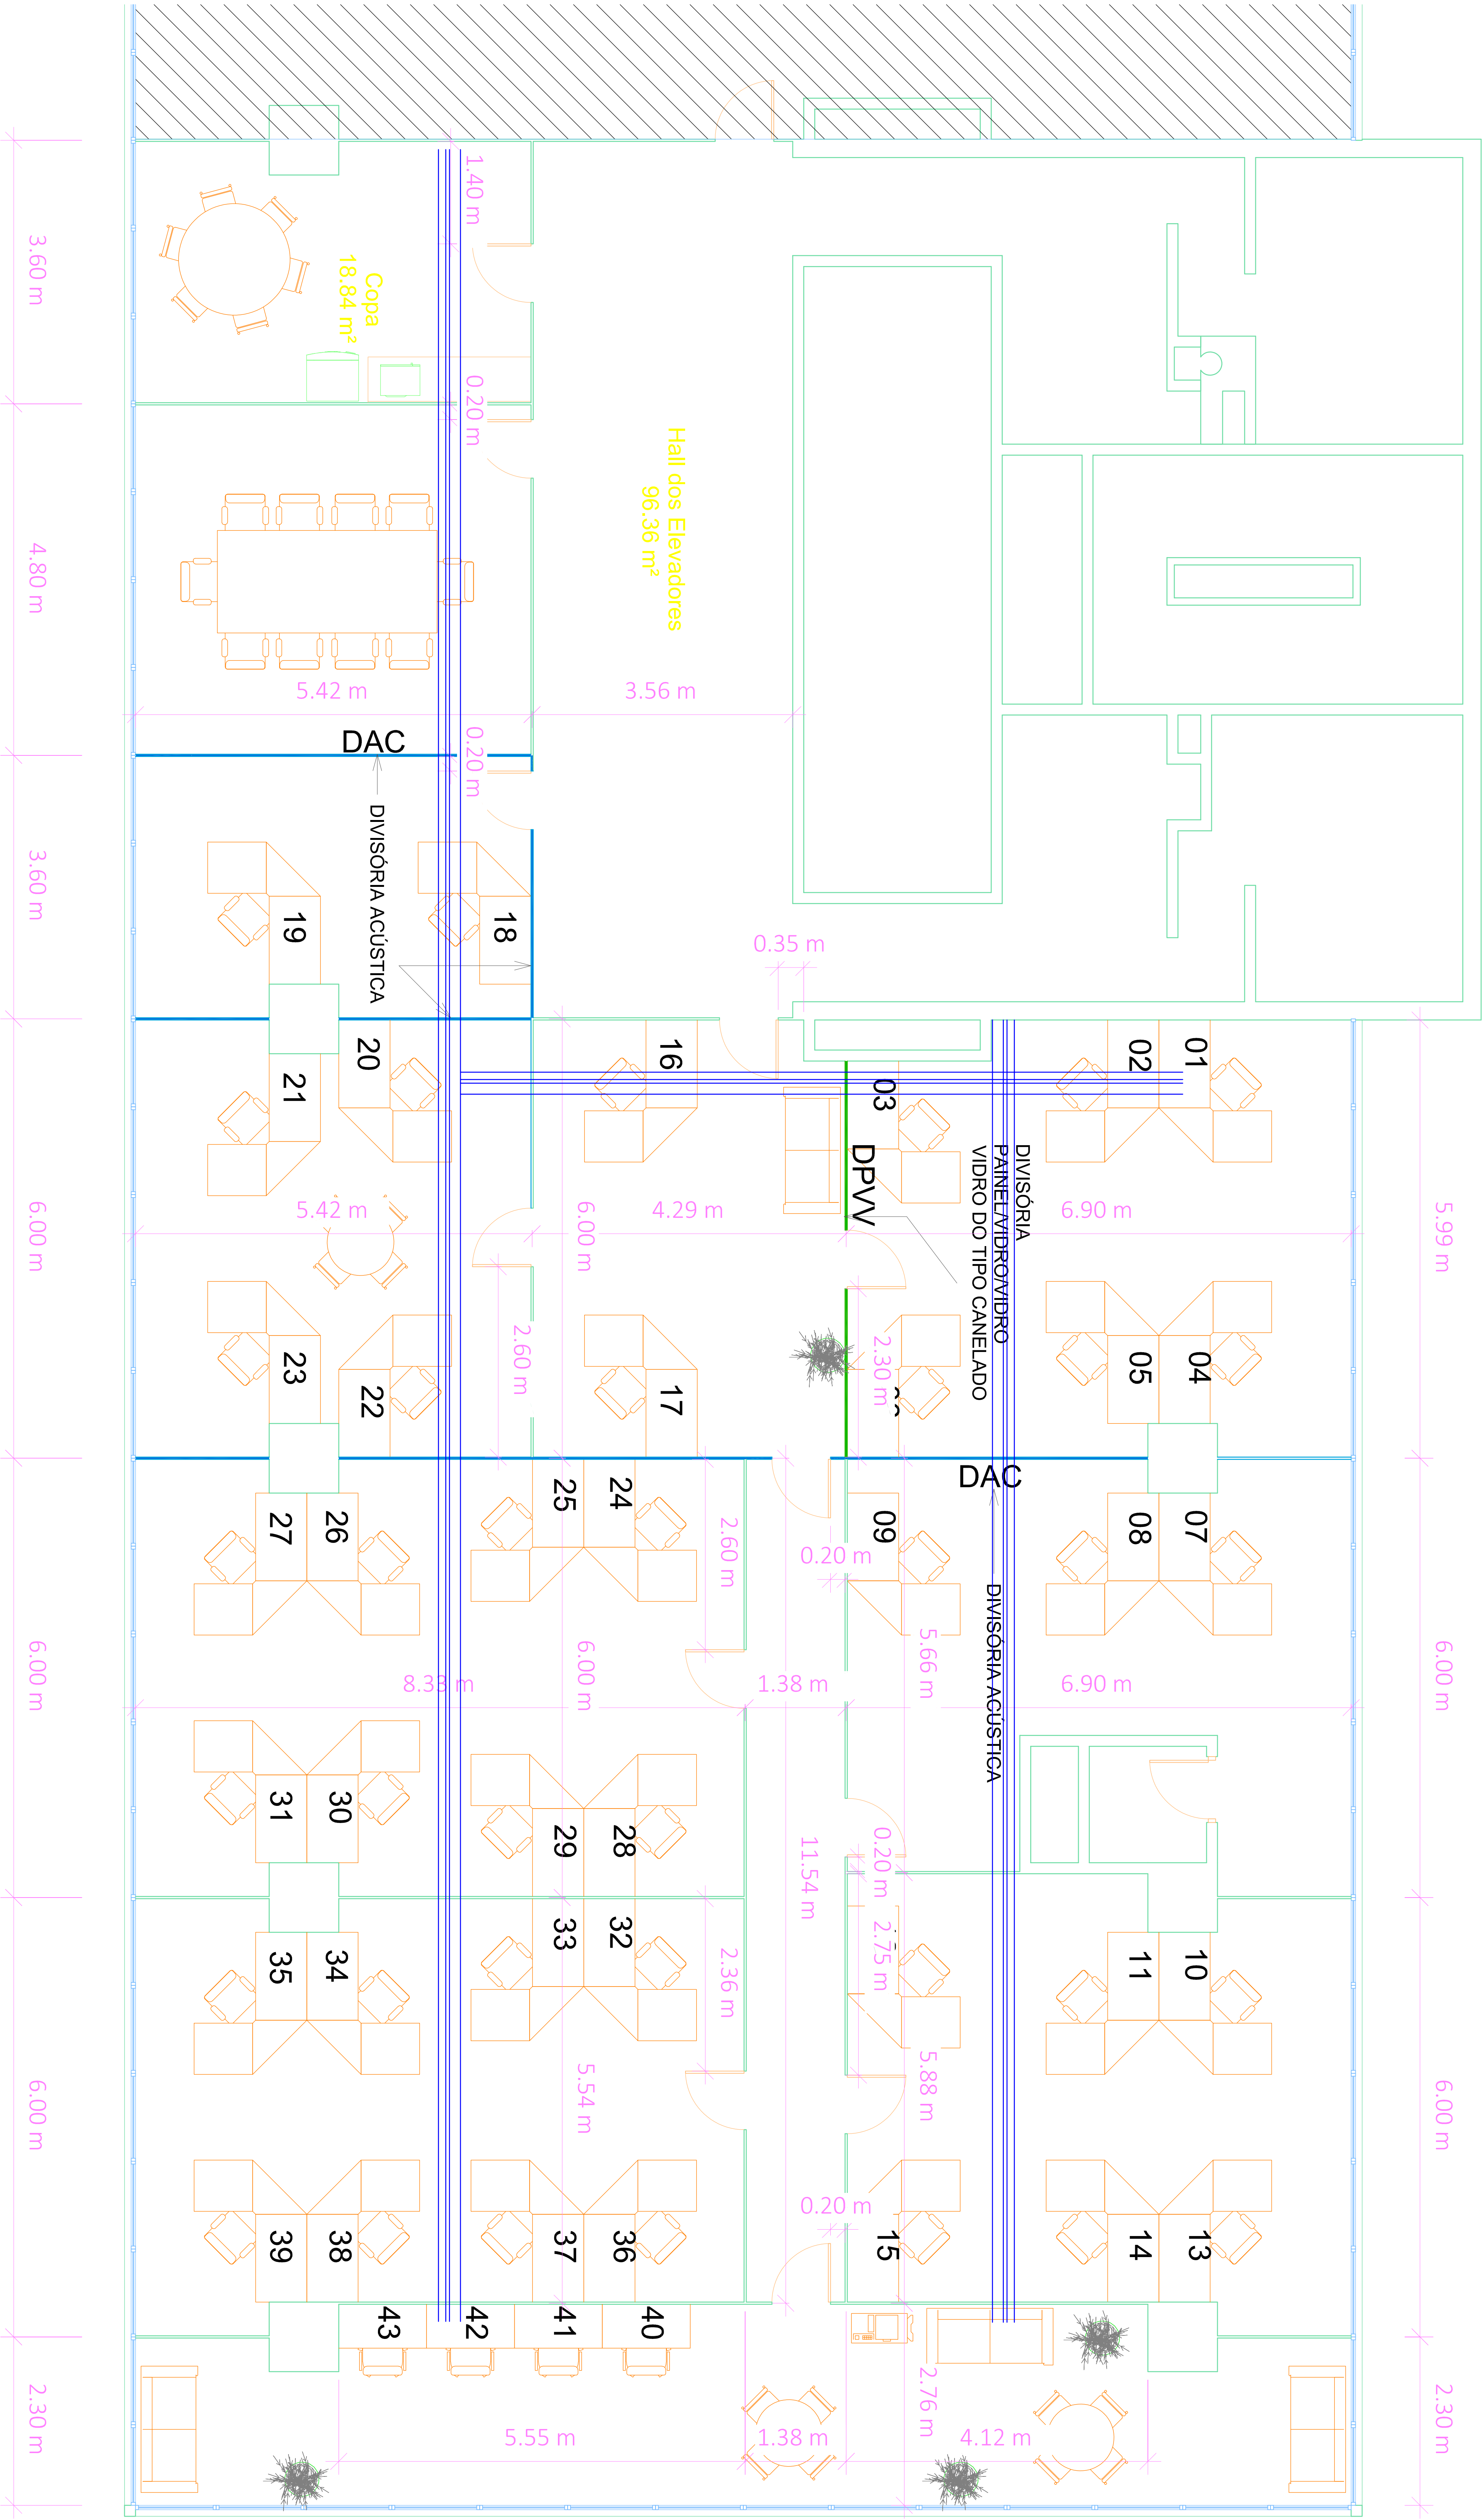 1.40 m
3.60 m
Copa
18.84 m²
0.20 m
Hall dos Elevadores
96.36 m²
4.80 m
5.42 m
3.56 m
DAC
0.20 m
DIVISÓRIA ACÚSTICA
3.60 m
19
18
0.35 m
20
21
16
03
02
01
DPVV
DIVISÓRIA
PAINEL/VIDRO/VIDRO
VIDRO DO TIPO CANELADO
6.00 m
5.42 m
6.00 m
4.29 m
6.90 m
5.99 m
2.60 m
2.30 m
23
22
17
05
04
DAC
25
24
27
26
09
08
07
2.60 m
0.20 m
DIVISÓRIA ACÚSTICA
6.00 m
8.33 m
6.00 m
1.38 m
5.66 m
6.90 m
6.00 m
31
30
29
28
11.54 m
0.20 m
33
32
35
34
2.36 m
2.75 m
11
10
6.00 m
5.54 m
5.88 m
6.00 m
0.20 m
39
38
37
36
15
14
13
43
42
41
40
2.30 m
5.55 m
1.38 m
2.76 m
4.12 m
2.30 m